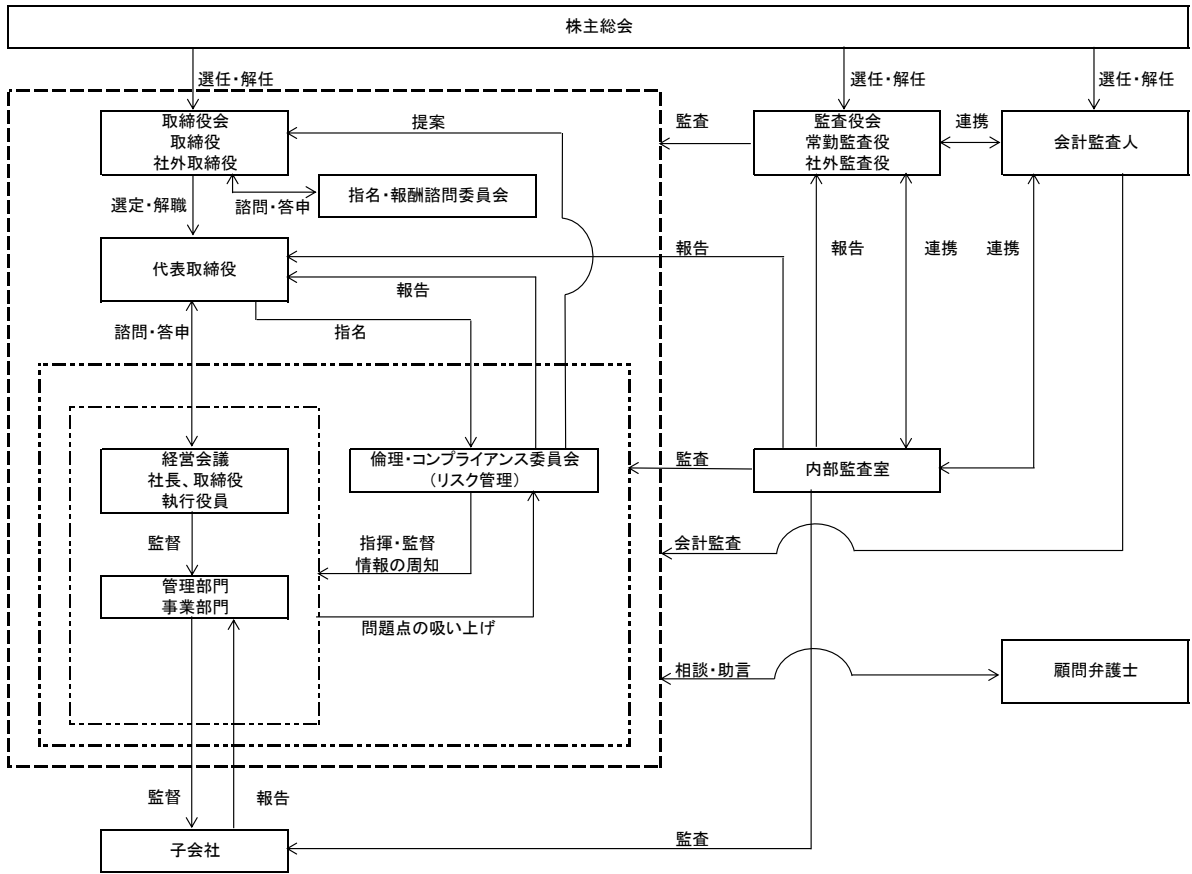 株主総会
選任・解任
選任・解任
選任・解任
取締役会
取締役
社外取締役
提案
監査
監査役会
常勤監査役
社外監査役
連携
会計監査人
指名・報酬諮問委員会
選定・解職
諮問・答申
代表取締役
報告
報告
報告
連携
連携
諮問・答申
指名
経営会議
社長、取締役
執行役員
倫理・コンプライアンス委員会
(リスク管理)
監査
内部監査室
監督
指揮・監督
情報の周知
会計監査
管理部門
事業部門
問題点の吸い上げ
相談・助言
顧問弁護士
監督
報告
子会社
監査